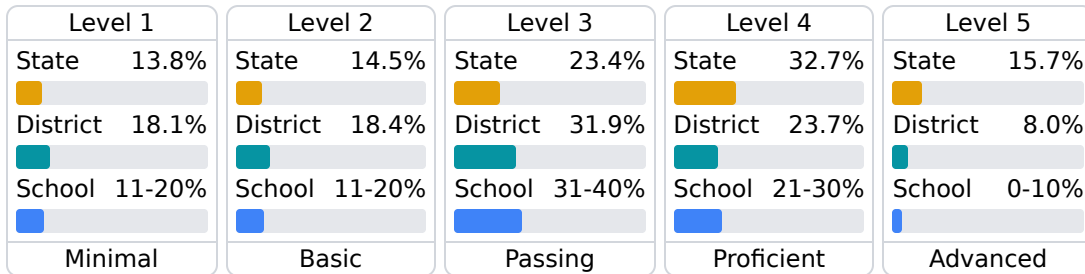 Level 1
State 13.8%
District 18.1%
School 11-20%
Minimal
Level 2
State 14.5%
District 18.4%
School 11-20%
Basic
Level 3
State 23.4%
District 31.9%
School 31-40%
Passing
Level 4
State 32.7%
District 23.7%
School 21-30%
Proficient
Level 5
State 15.7%
District 8.0%
School 0-10%
Advanced